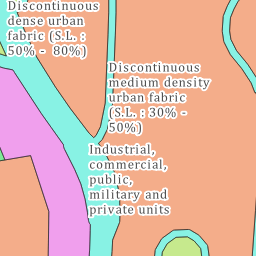 Discontinuous
dense urban
fabric (S.L. :
50% - 80%)
Discontinuous
medium density
urban fabric
(S.L. : 30% -
50%)
Industrial,
commercial,
public,
military and
private units